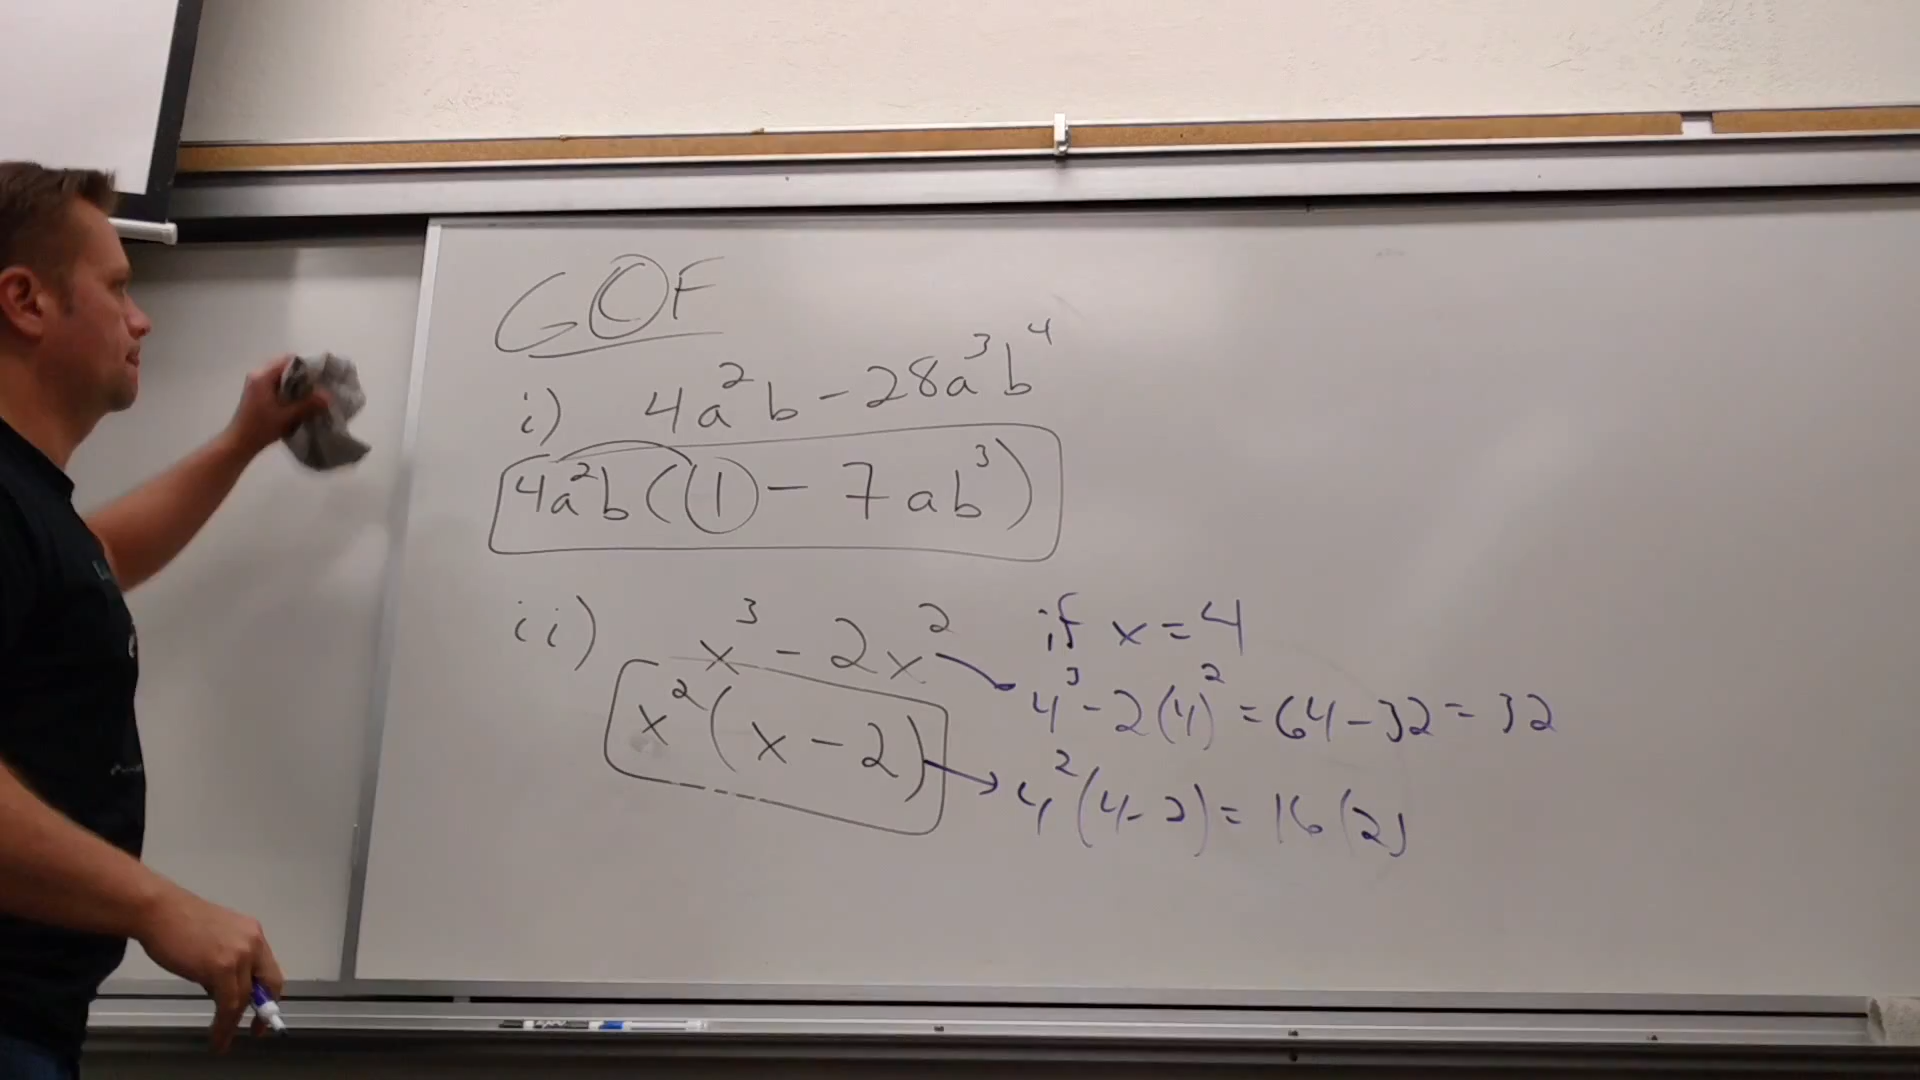 GCF
i) 4a²b - 28a³b⁴
4a²b(1 - 7ab³)
ii) x³ - 2x² if x = 4
4³ - 2(4)² = 64 - 32 = 32
x²(x - 2)
4²(4 - 2) = 16(2)